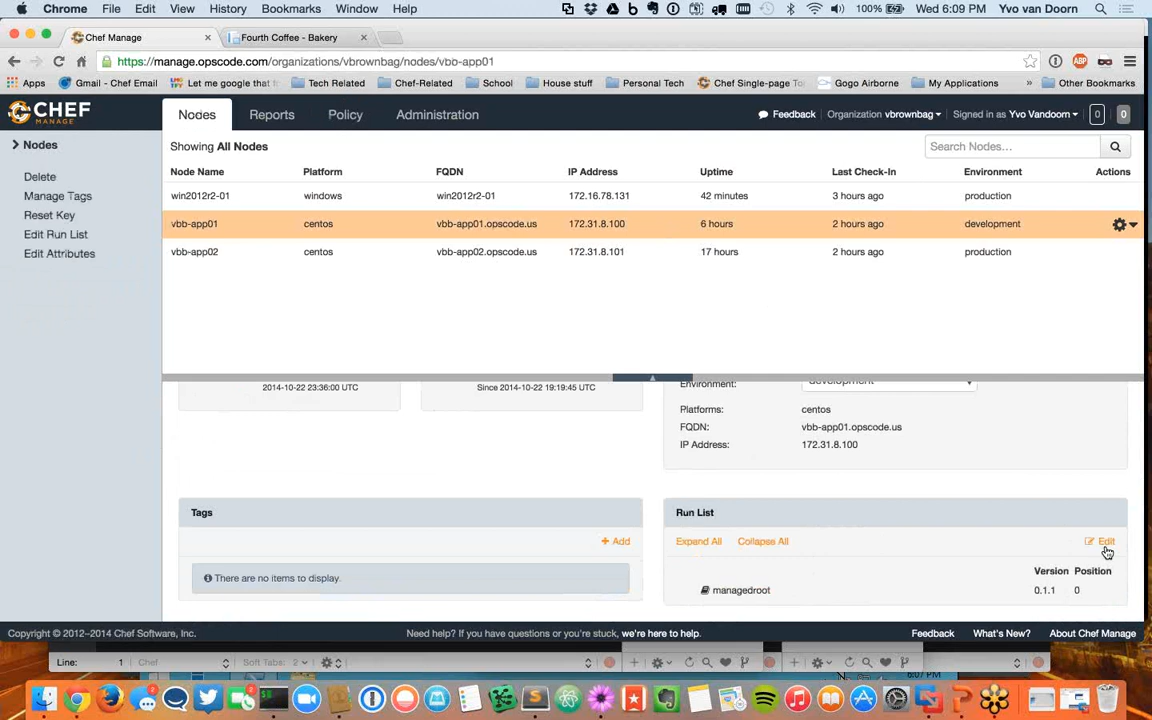 Chrome File Edit View History Bookmarks Window Help 100% Wed 6:09 PM Yvo van Doorn
Chef Manage Fourth Coffee - Bakery
https://manage.opscode.com/organizations/vbrownbag/nodes/vbb-app01
Apps Gmail - Chef Email Let me google that f Tech Related Chef-Related School House stuff Personal Tech Chef Single-page To Gogo Airborne My Applications » Other Bookmarks
CHEF
MANAGE
Nodes Reports Policy Administration Feedback Organization vbrownbag Signed in as Yvo Vandoorn 0 0
Nodes
Delete
Manage Tags
Reset Key
Edit Run List
Edit Attributes
Showing All Nodes Search Nodes...
Node Name Platform FQDN IP Address Uptime Last Check-In Environment Actions
win2012r2-01 windows win2012r2-01 172.16.78.131 42 minutes 3 hours ago production
vbb-app01 centos vbb-app01.opscode.us 172.31.8.100 6 hours 2 hours ago development
vbb-app02 centos vbb-app02.opscode.us 172.31.8.101 17 hours 2 hours ago production
2014-10-22 23:36:00 UTC Since 2014-10-22 19:19:45 UTC
Environment: development
Platforms: centos
FQDN: vbb-app01.opscode.us
IP Address: 172.31.8.100
Tags
+ Add
There are no items to display.
Run List
Expand All Collapse All Edit
Version Position
managedroot 0.1.1 0
Copyright © 2012–2014 Chef Software, Inc. Need help? If you have questions or you're stuck, we're here to help. Feedback What's New? About Chef Manage
Line: 1 Chef Soft Tabs: 2
6:07 PM